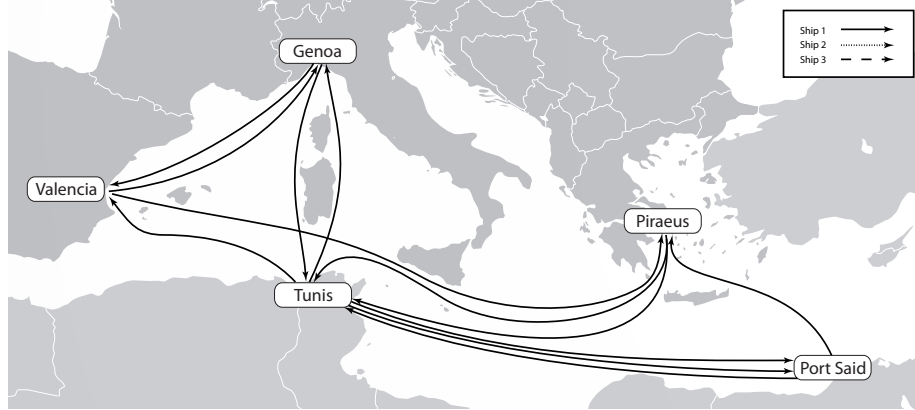 Genoa
Ship 1
Ship 2
Ship 3
Valencia
Piraeus
Tunis
Port Said